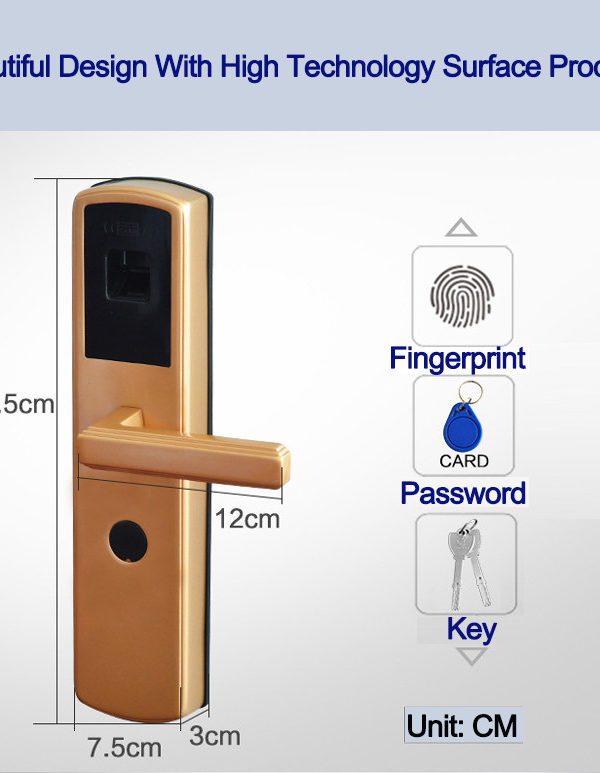 utiful Design With High Technology Surface Proc
.5cm
12cm
7.5cm
3cm
Fingerprint
CARD
Password
Key
Unit: CM